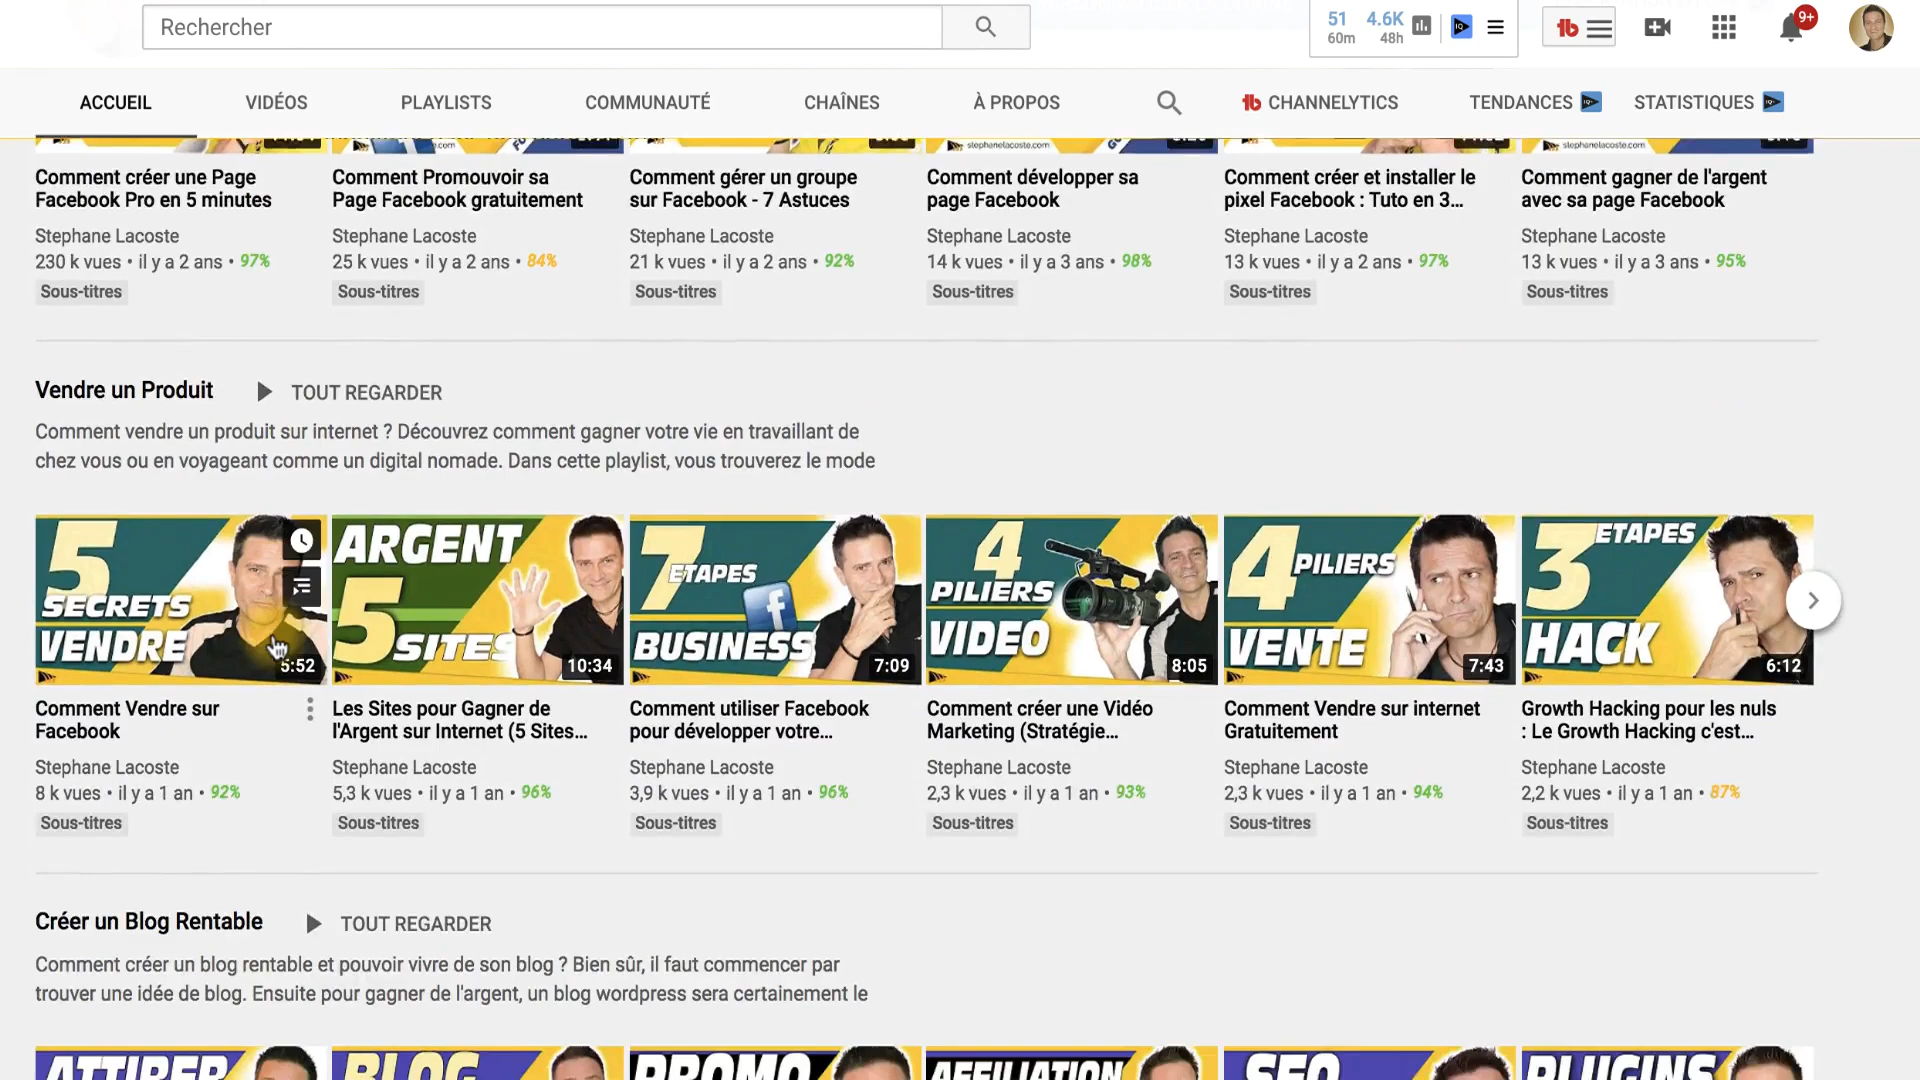 Rechercher
51 4.6K
60m 48h
9+
ACCUEIL VIDÉOS PLAYLISTS COMMUNAUTÉ CHAÎNES À PROPOS CHANNELYTICS TENDANCES STATISTIQUES
stephanelacoste.com stephanelacoste.com
Comment créer une Page
Facebook Pro en 5 minutes
Stephane Lacoste
230 k vues • il y a 2 ans • 97%
Sous-titres
Comment Promouvoir sa
Page Facebook gratuitement
Stephane Lacoste
25 k vues • il y a 2 ans • 84%
Sous-titres
Comment gérer un groupe
sur Facebook - 7 Astuces
Stephane Lacoste
21 k vues • il y a 2 ans • 92%
Sous-titres
Comment développer sa
page Facebook
Stephane Lacoste
14 k vues • il y a 3 ans • 98%
Sous-titres
Comment créer et installer le
pixel Facebook : Tuto en 3...
Stephane Lacoste
13 k vues • il y a 2 ans • 97%
Sous-titres
Comment gagner de l'argent
avec sa page Facebook
Stephane Lacoste
13 k vues • il y a 3 ans • 95%
Sous-titres
Vendre un Produit TOUT REGARDER
Comment vendre un produit sur internet ? Découvrez comment gagner votre vie en travaillant de
chez vous ou en voyageant comme un digital nomade. Dans cette playlist, vous trouverez le mode
5
SECRETS
VENDRE
5:52
Comment Vendre sur
Facebook
Stephane Lacoste
8 k vues • il y a 1 an • 92%
Sous-titres
ARGENT
5 SITES
10:34
Les Sites pour Gagner de
l'Argent sur Internet (5 Sites...
Stephane Lacoste
5,3 k vues • il y a 1 an • 96%
Sous-titres
7 ETAPES
f
BUSINESS
7:09
Comment utiliser Facebook
pour développer votre...
Stephane Lacoste
3,9 k vues • il y a 1 an • 96%
Sous-titres
4
PILIERS
VIDEO
8:05
Comment créer une Vidéo
Marketing (Stratégie...
Stephane Lacoste
2,3 k vues • il y a 1 an • 93%
Sous-titres
4 PILIERS
VENTE
7:43
Comment Vendre sur internet
Gratuitement
Stephane Lacoste
2,3 k vues • il y a 1 an • 94%
Sous-titres
3 ETAPES
HACK
6:12
Growth Hacking pour les nuls
: Le Growth Hacking c'est...
Stephane Lacoste
2,2 k vues • il y a 1 an • 87%
Sous-titres
Créer un Blog Rentable TOUT REGARDER
Comment créer un blog rentable et pouvoir vivre de son blog ? Bien sûr, il faut commencer par
trouver une idée de blog. Ensuite pour gagner de l'argent, un blog wordpress sera certainement le
ATTIRER BLOG PROMO AFFILIATION SEO PLUGINS